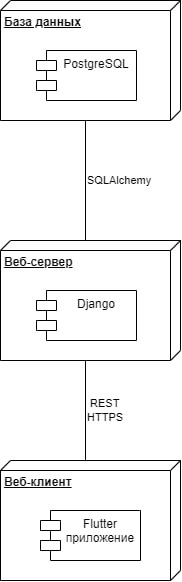 База данных
PostgreSQL
SQLAlchemy
Веб-сервер
Django
REST
HTTPS
Веб-клиент
Flutter
приложение